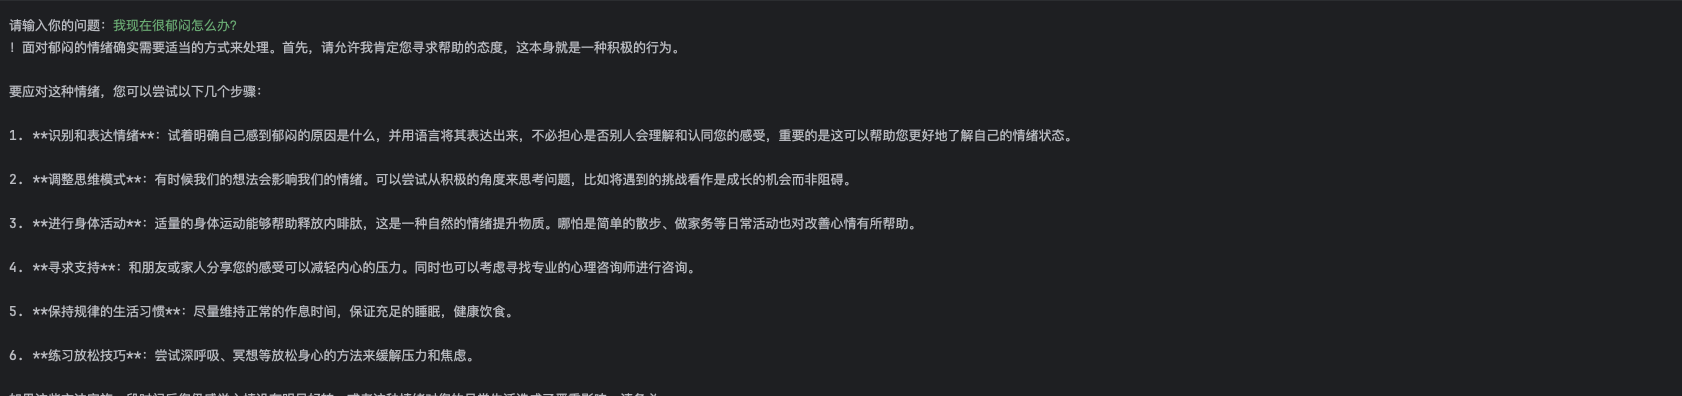 请输入你的问题：我现在很郁闷怎么办?
！面对郁闷的情绪确实需要适当的方式来处理。首先，请允许我肯定您寻求帮助的态度，这本身就是一种积极的行为。
要应对这种情绪，您可以尝试以下几个步骤：
1. **识别和表达情绪**：试着明确自己感到郁闷的原因是什么，并用语言将其表达出来，不必担心是否别人会理解和认同您的感受，重要的是这可以帮助您更好地了解自己的情绪状态。
2. **调整思维模式**：有时候我们的想法会影响我们的情绪。可以尝试从积极的角度来思考问题，比如将遇到的挑战看作是成长的机会而非阻碍。
3. **进行身体活动**：适量的身体运动能够帮助释放内啡肽，这是一种自然的情绪提升物质。哪怕是简单的散步、做家务等日常活动也对改善心情有所帮助。
4. **寻求支持**：和朋友或家人分享您的感受可以减轻内心的压力。同时也可以考虑寻找专业的心理咨询师进行咨询。
5. **保持规律的生活习惯**：尽量维持正常的作息时间，保证充足的睡眠，健康饮食。
6. **练习放松技巧**：尝试深呼吸、冥想等放松身心的方法来缓解压力和焦虑。